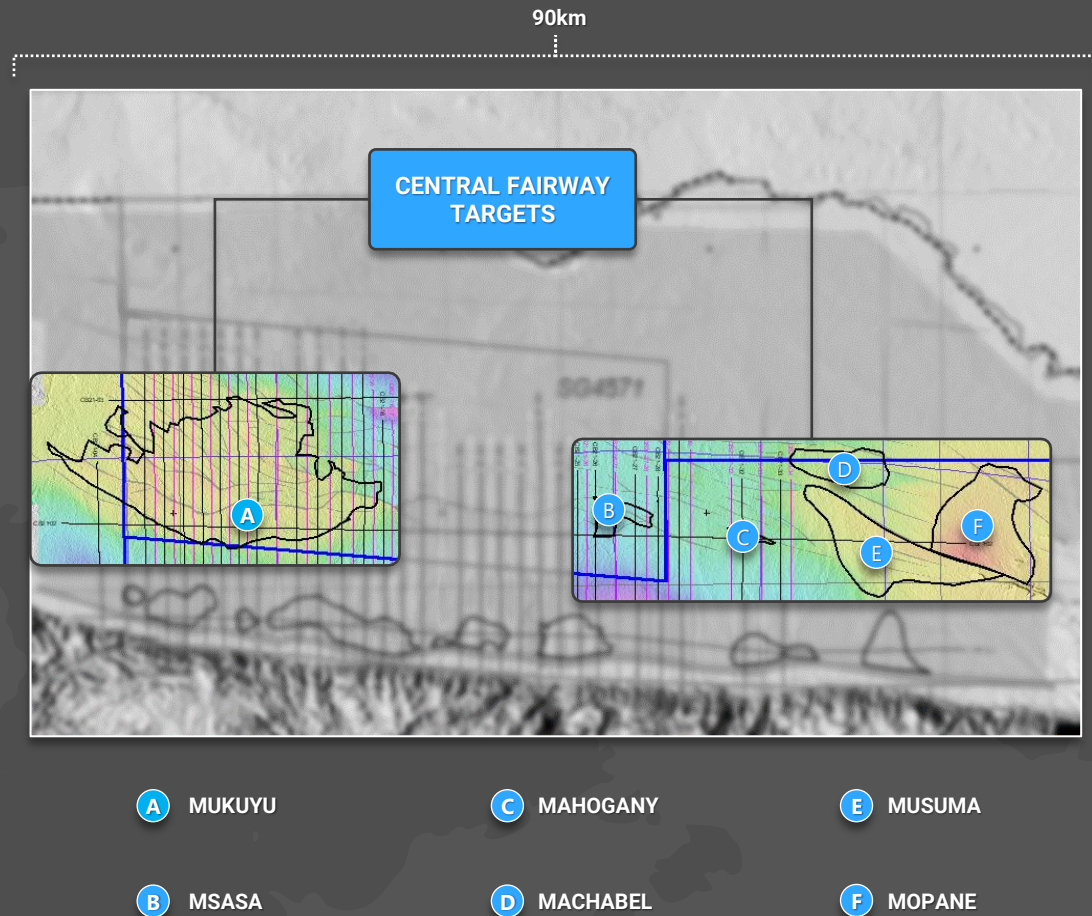 90km
CENTRAL FAIRWAY
TARGETS
SG4571
A
B
C
D
E
F
A MUKUYU
C MAHOGANY
E MUSUMA
B MSASA
D MACHABEL
F MOPANE